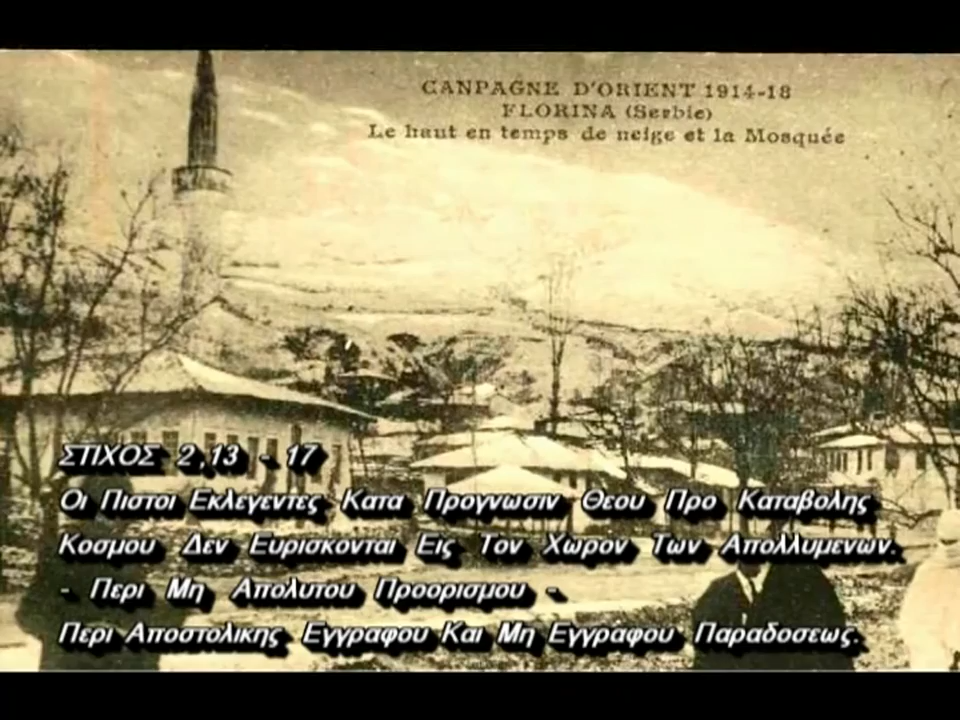 CANPAGNE D'ORIENT 1914-18
FLORINA (Serbie)
Le haut en temps de neige et la Mosquée
ΣΤΙΧΟΣ 2,13 - 17
Οι Πιστοι Εκλεγεντες Κατα Προγνωσιν Θεου Προ Καταβολης
Κοσμου Δεν Ευρισκονται Εις Τον Χωρον Των Απολλυμενων.
- Περι Μη Απολυτου Προορισμου -
Περι Αποστολικης Εγγραφου Και Μη Εγγραφου Παραδοσεως.